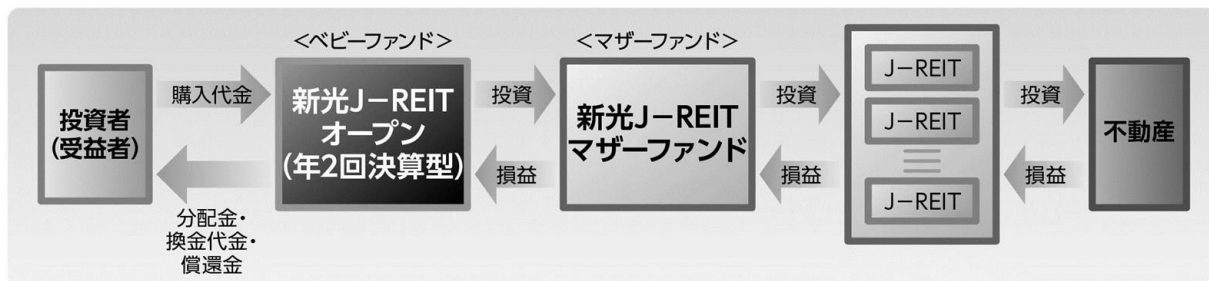 投資者
(受益者)
購入代金
分配金・
換金代金・
償還金
<ベビーファンド>
新光J-REIT
オープン
(年2回決算型)
投資
損益
<マザーファンド>
新光J-REIT
マザーファンド
投資
損益
J-REIT
J-REIT
J-REIT
投資
損益
不動産